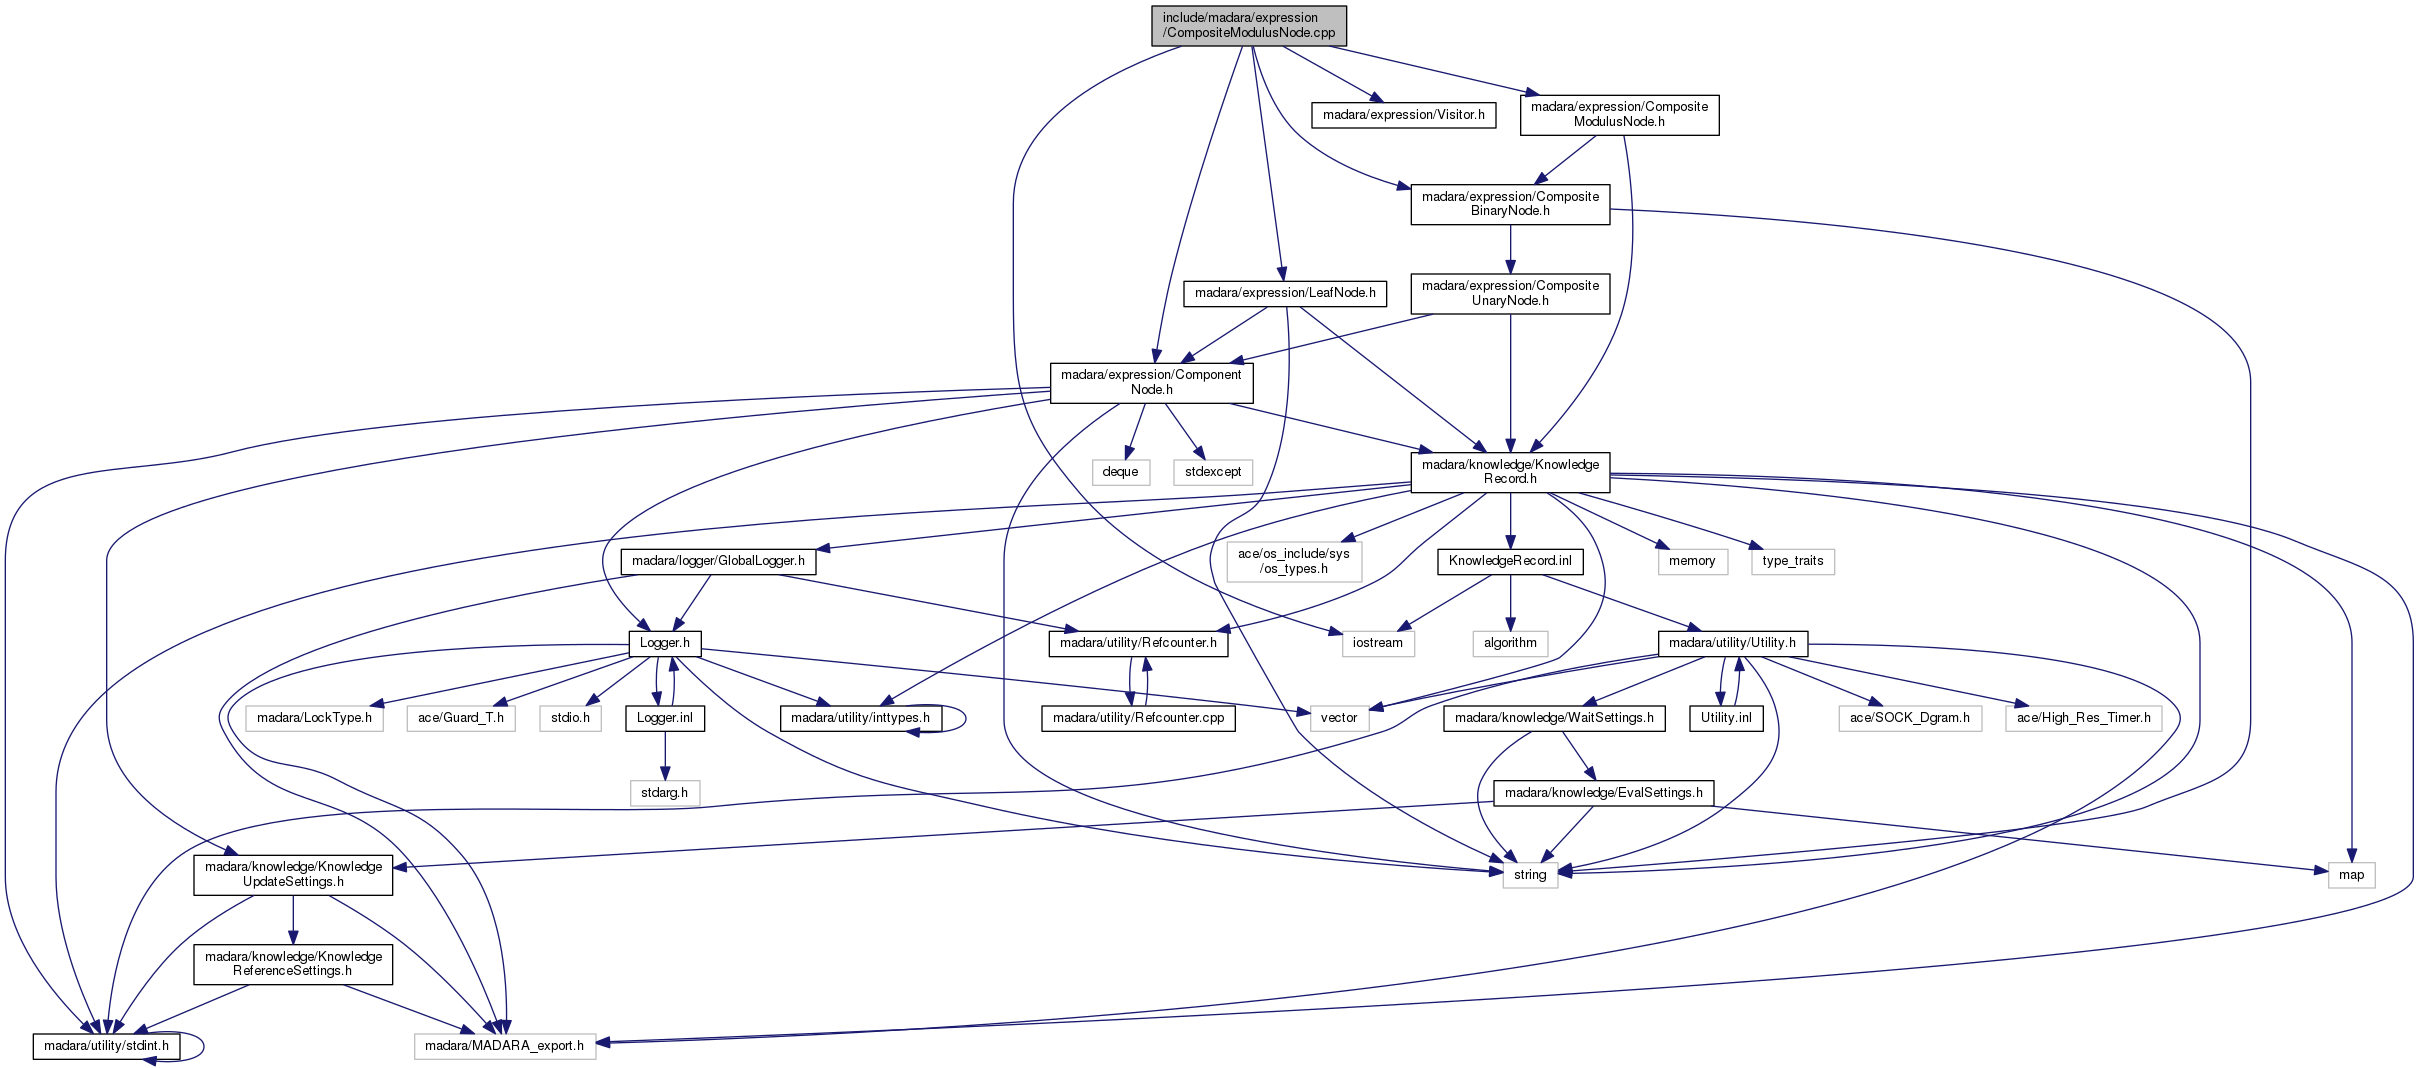 include/madara/expression
/CompositeModulusNode.cpp
madara/expression/Composite
ModulusNode.h
madara/expression/Visitor.h
madara/expression/Composite
BinaryNode.h
madara/expression/LeafNode.h
madara/expression/Composite
UnaryNode.h
madara/expression/Component
Node.h
deque
stdexcept
madara/knowledge/Knowledge
Record.h
madara/logger/GlobalLogger.h
ace/os_include/sys
/os_types.h
KnowledgeRecord.inl
memory
type_traits
Logger.h
madara/utility/Refcounter.h
iostream
algorithm
madara/utility/Utility.h
madara/LockType.h
ace/Guard_T.h
stdio.h
Logger.inl
madara/utility/inttypes.h
madara/utility/Refcounter.cpp
vector
madara/knowledge/WaitSettings.h
Utility.inl
ace/SOCK_Dgram.h
ace/High_Res_Timer.h
stdarg.h
madara/knowledge/EvalSettings.h
madara/knowledge/Knowledge
UpdateSettings.h
string
map
madara/knowledge/Knowledge
ReferenceSettings.h
madara/utility/stdint.h
madara/MADARA_export.h